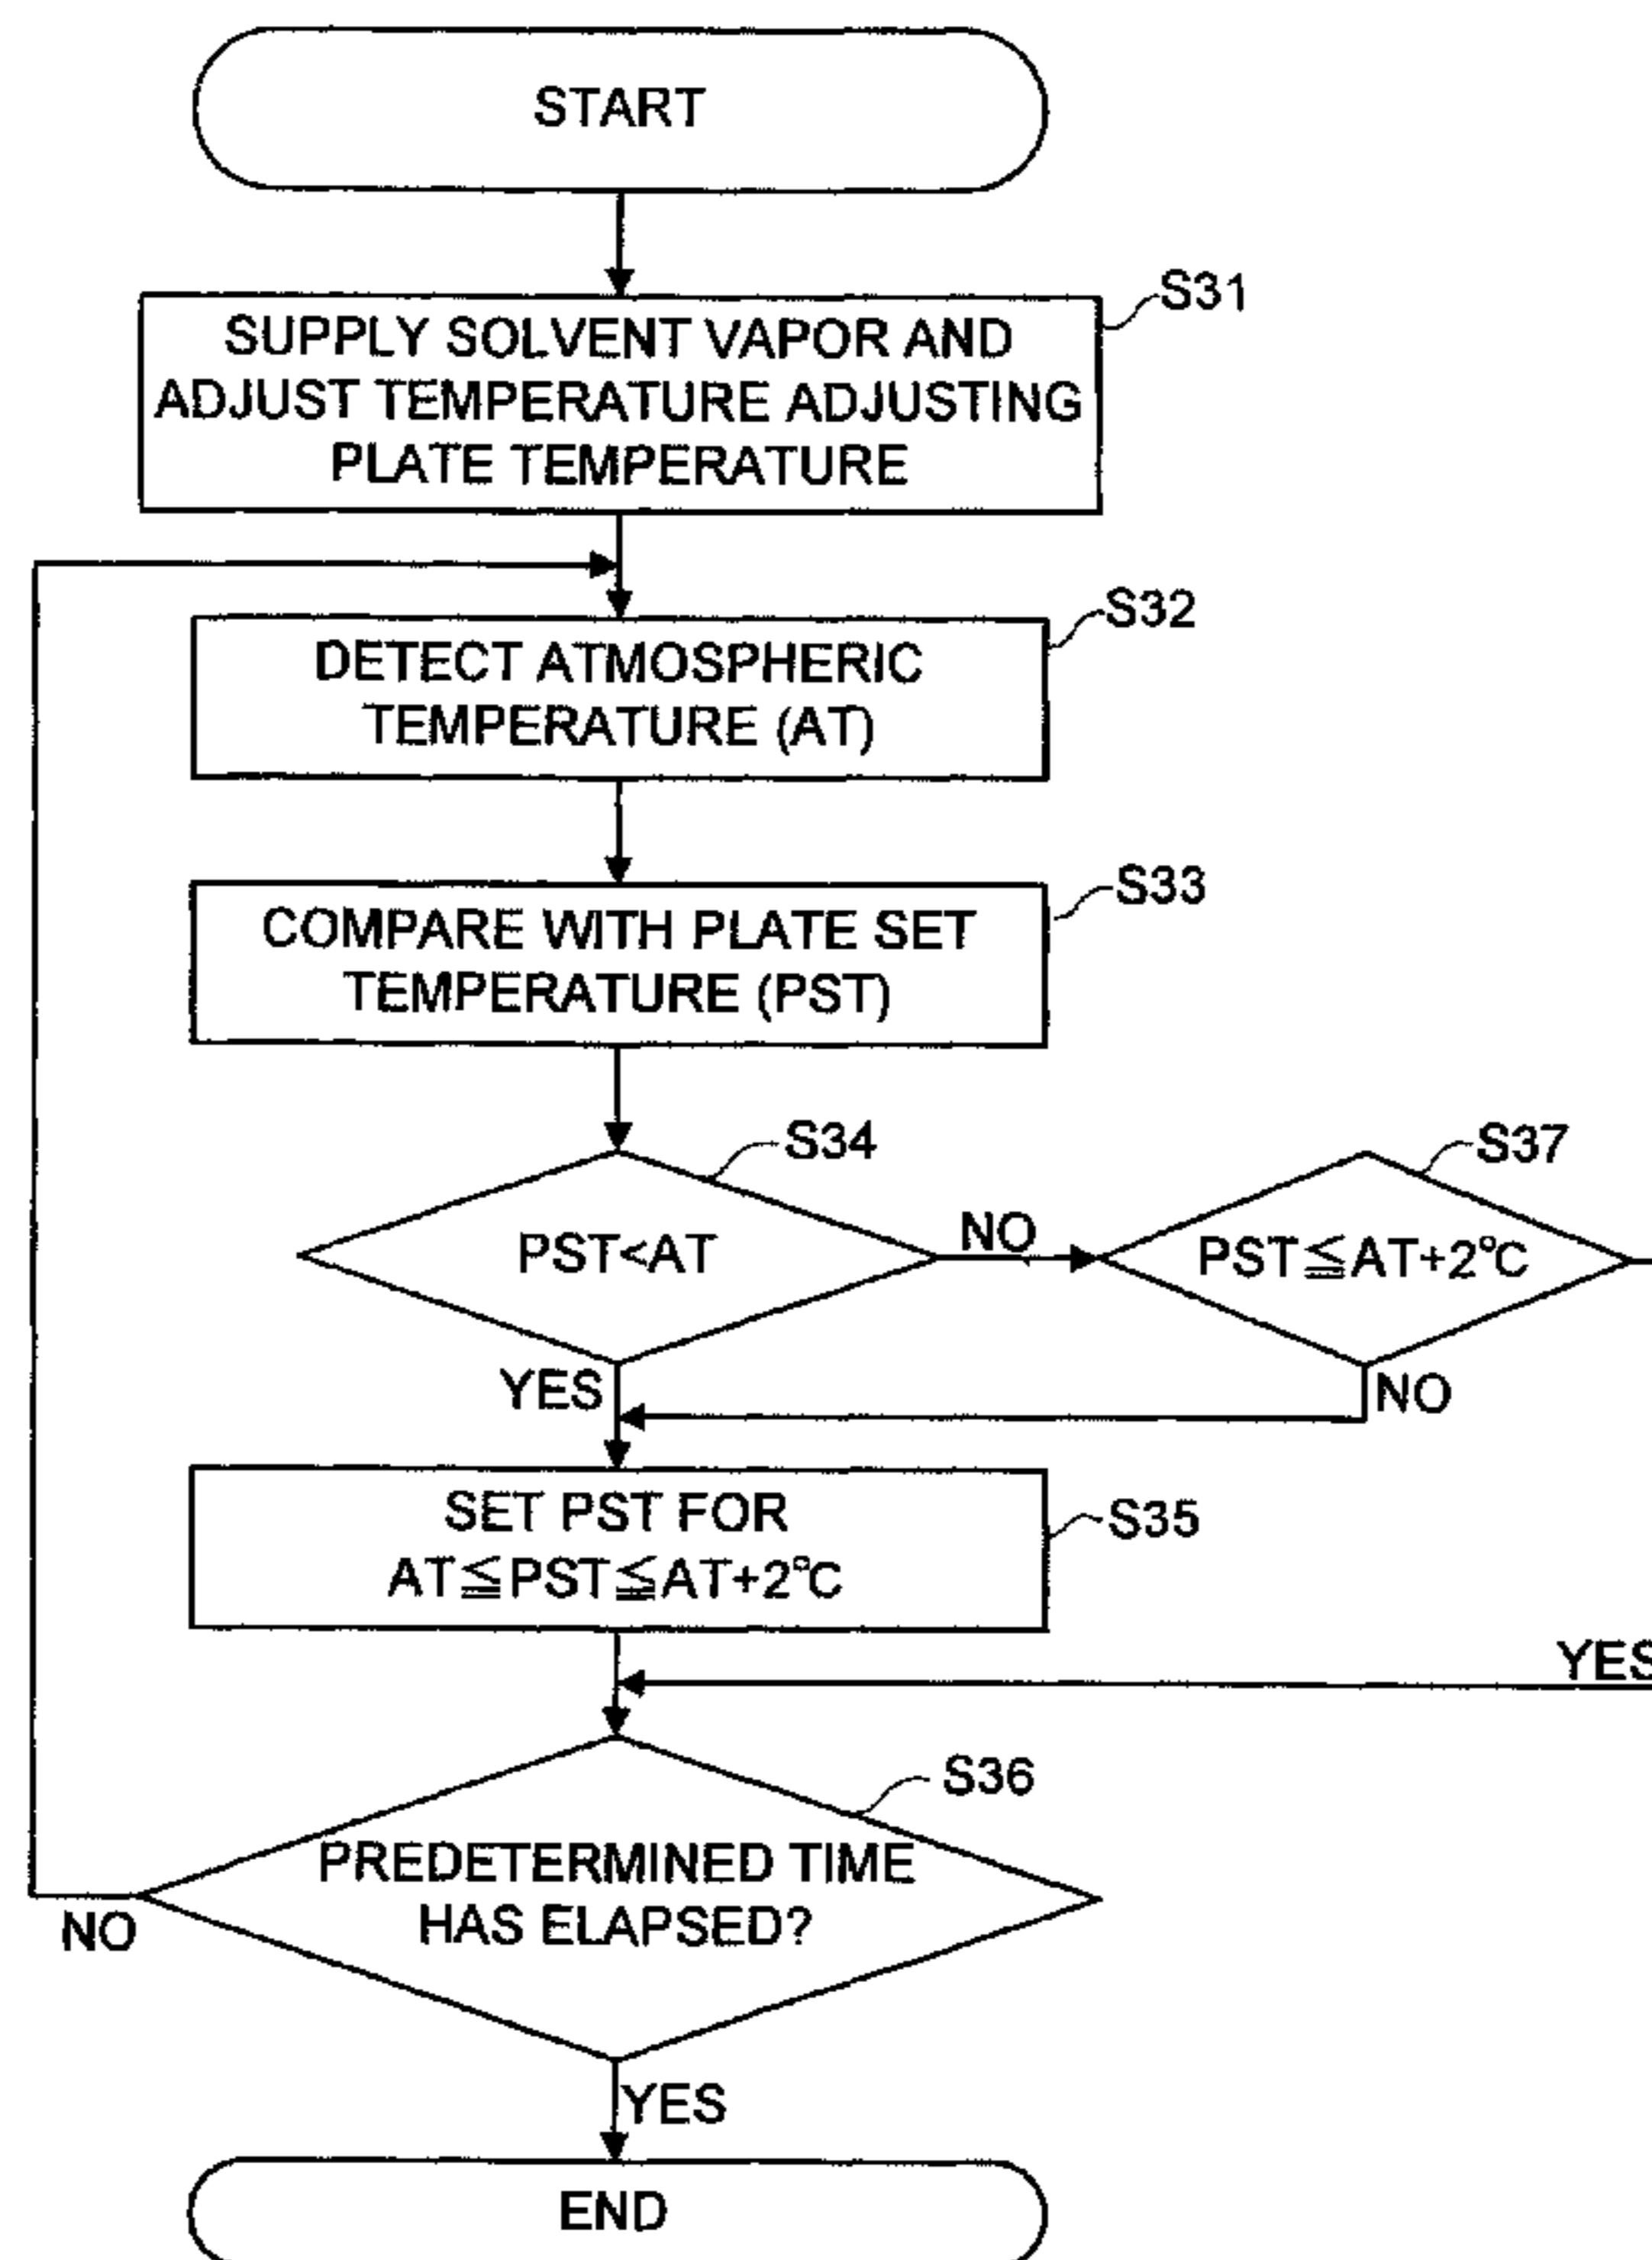 START
S31
SUPPLY SOLVENT VAPOR AND
ADJUST TEMPERATURE ADJUSTING
PLATE TEMPERATURE
S32
DETECT ATMOSPHERIC
TEMPERATURE (AT)
S33
COMPARE WITH PLATE SET
TEMPERATURE (PST)
S34
PST<AT
NO
S37
PST≦AT+2℃
YES
NO
SET PST FOR
AT≦PST≦AT+2℃
S35
YES
S36
PREDETERMINED TIME
HAS ELAPSED?
NO
YES
END